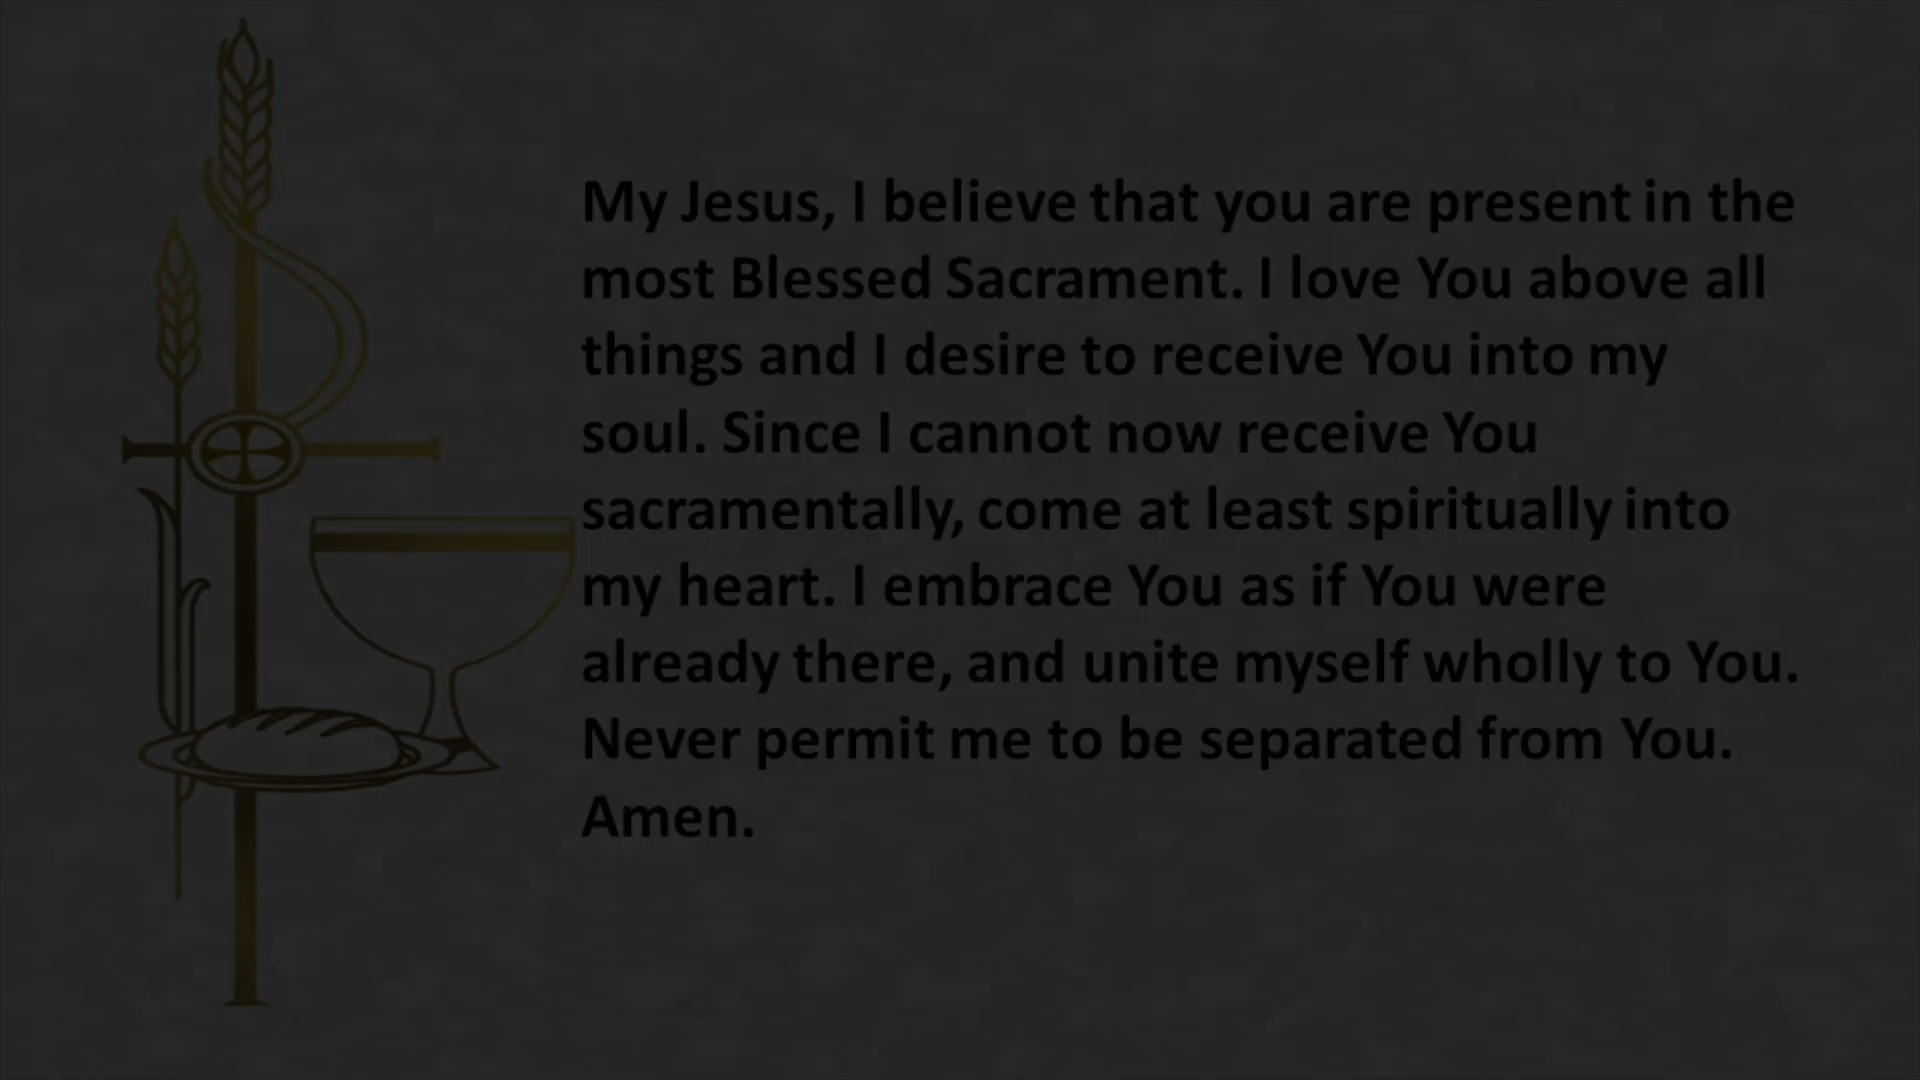 My Jesus, I believe that you are present in the
most Blessed Sacrament. I love You above all
things and I desire to receive You into my
soul. Since I cannot now receive You
sacramentally, come at least spiritually into
my heart. I embrace You as if You were
already there, and unite myself wholly to You.
Never permit me to be separated from You.
Amen.